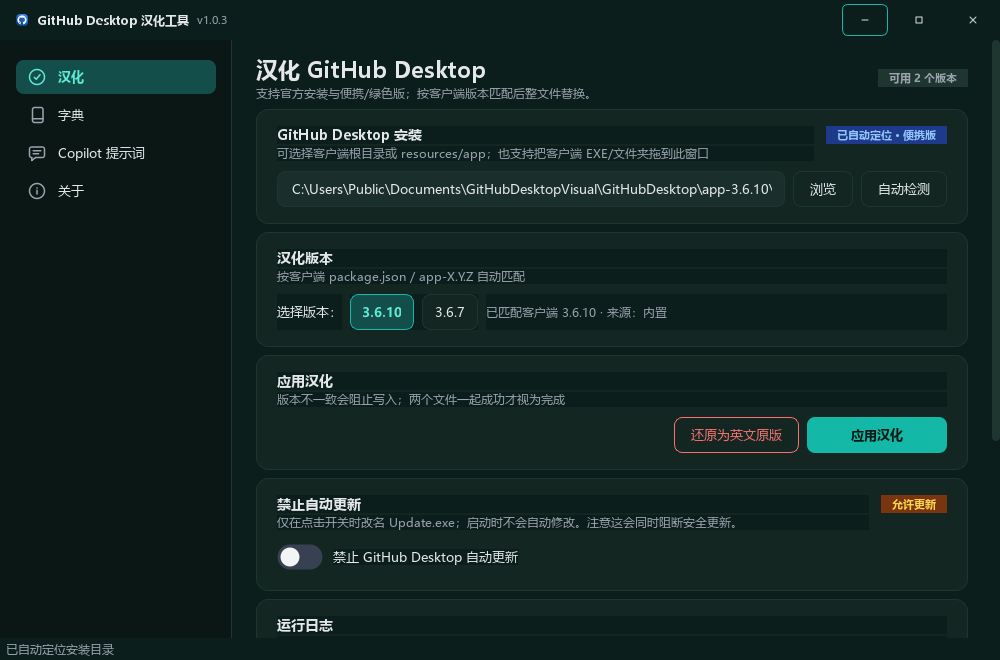 GitHub Desktop 汉化工具 v1.0.3
汉化
字典
Copilot 提示词
关于
汉化 GitHub Desktop
可用 2 个版本
支持官方安装与便携/绿色版；按客户端版本匹配后整文件替换。
GitHub Desktop 安装
已自动定位 · 便携版
可选择客户端根目录或 resources/app；也支持把客户端 EXE/文件夹拖到此窗口
C:\Users\Public\Documents\GitHubDesktopVisual\GitHubDesktop\app-3.6.10\
浏览
自动检测
汉化版本
按客户端 package.json / app-X.Y.Z 自动匹配
选择版本： 3.6.10 3.6.7 已匹配客户端 3.6.10 · 来源：内置
应用汉化
版本不一致会阻止写入；两个文件一起成功才视为完成
还原为英文原版
应用汉化
禁止自动更新
允许更新
仅在点击开关时改名 Update.exe；启动时不会自动修改。注意这会同时阻断安全更新。
禁止 GitHub Desktop 自动更新
运行日志
已自动定位安装目录